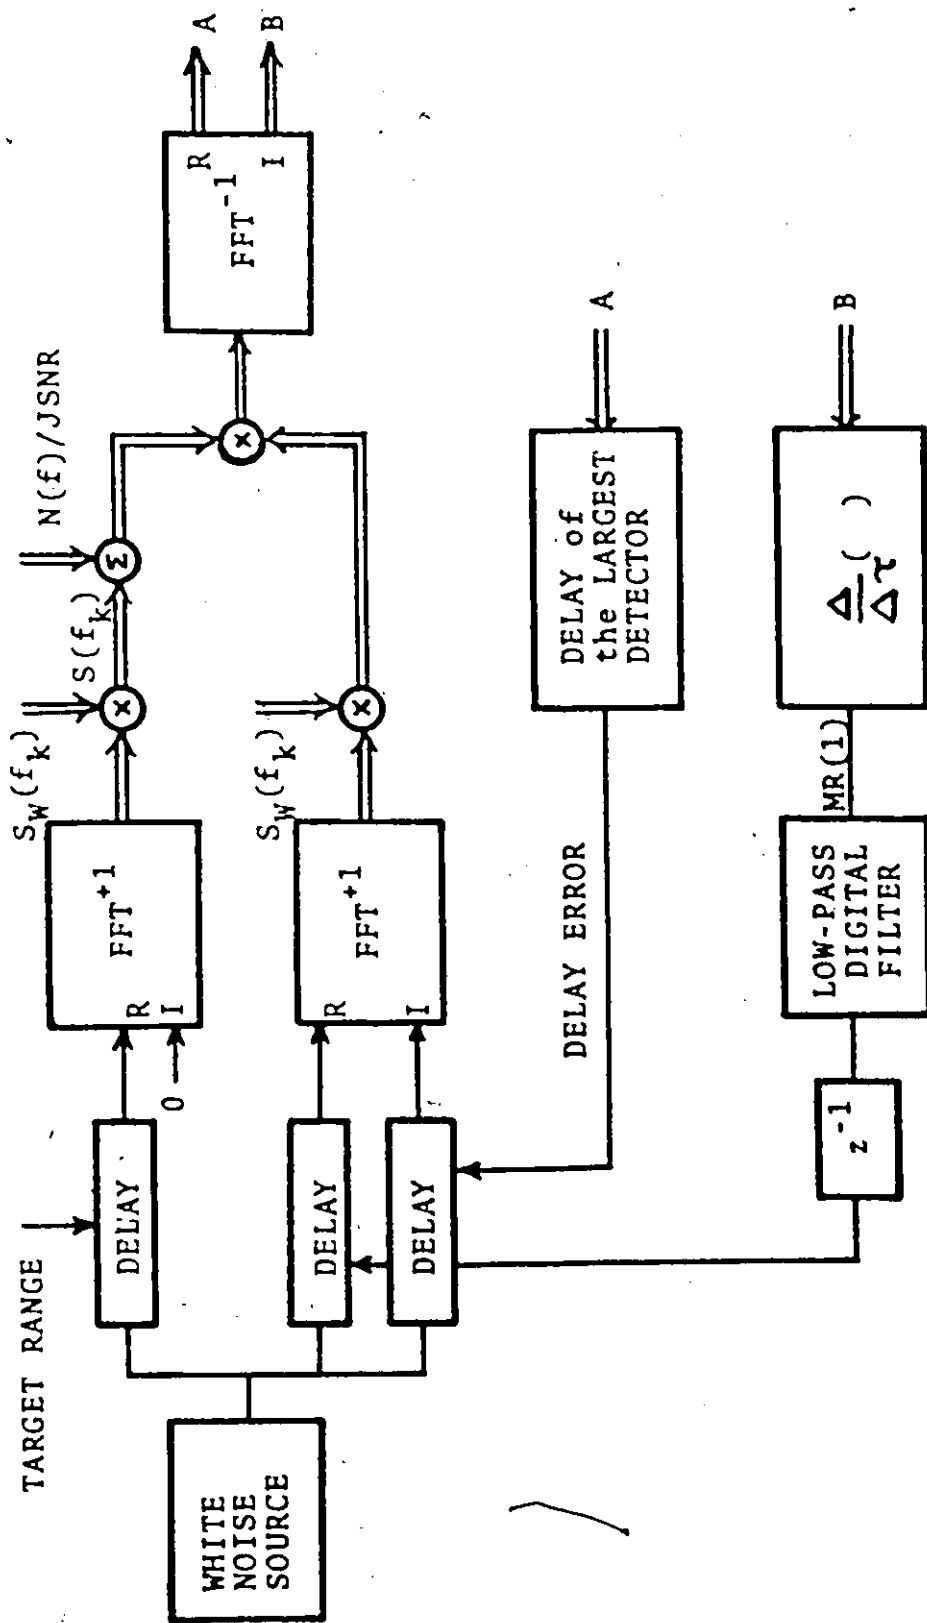 TARGET RANGE
WHITE
NOISE
SOURCE
DELAY
0
R
I
FFT+1
SW(fk)
S(fk)
N(f)/JSNR
X
Σ
DELAY
DELAY
R
I
FFT+1
SW(fk)
X
X
FFT-1
R
I
A
B
DELAY ERROR
DELAY of
the LARGEST
DETECTOR
A
z-1
LOW-PASS
DIGITAL
FILTER
MR(1)
Δ/Δτ ( )
B